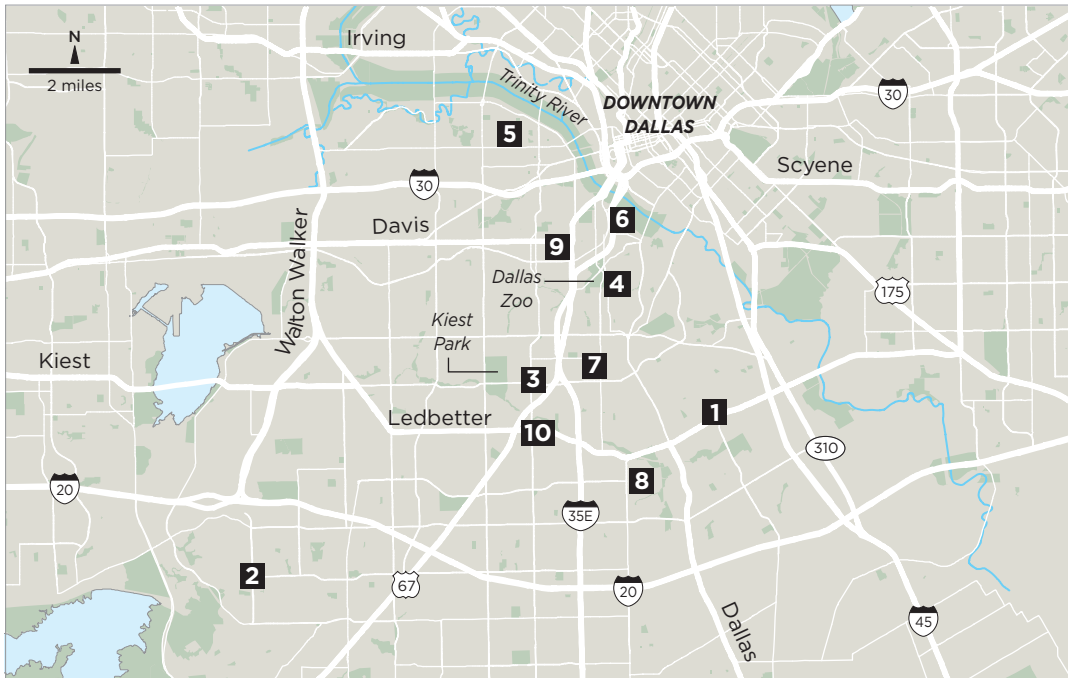 N
2 miles
Irving
Trinity River
DOWNTOWN
DALLAS
30
5
Scyene
30
Davis
6
9
Walton Walker
Dallas
Zoo
4
175
Kiest
Park
Kiest
3
7
1
Ledbetter
10
310
8
20
35E
2
67
20
Dallas
45